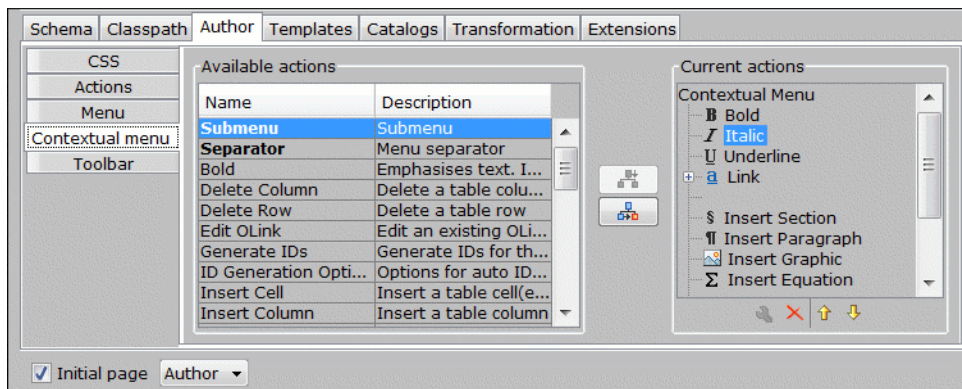 Schema Classpath Author Templates Catalogs Transformation Extensions
CSS
Actions
Menu
Contextual menu
Toolbar
Available actions
Name Description
Submenu Submenu
Separator Menu separator
Bold Emphasises text. I...
Delete Column Delete a table colu...
Delete Row Delete a table row
Edit OLink Edit an existing OLi...
Generate IDs Generate IDs for th...
ID Generation Opti... Options for auto ID...
Insert Cell Insert a table cell(e...
Insert Column Insert a table column
Current actions
Contextual Menu
B Bold
I Italic
U Underline
a Link
§ Insert Section
¶ Insert Paragraph
Insert Graphic
Σ Insert Equation
Initial page Author